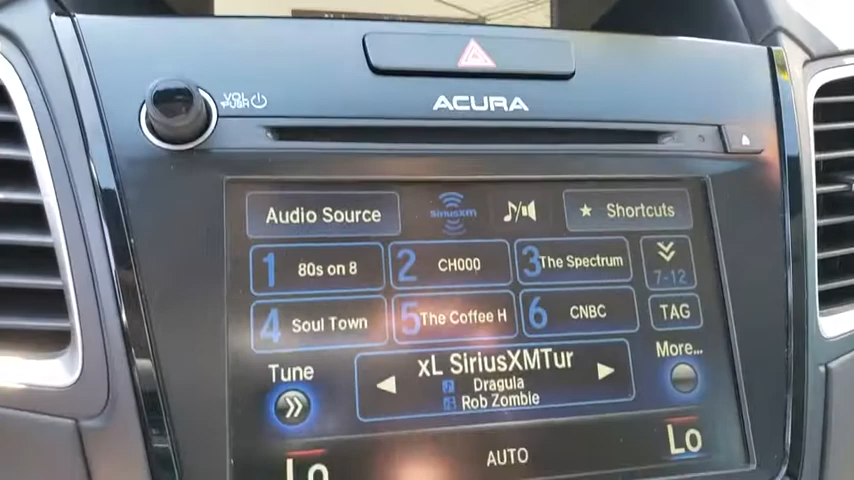 VOL
PUSH
ACURA
Audio Source
SiriusXM
Shortcuts
1 80s on 8
2 CH000
3 The Spectrum
7-12
4 Soul Town
5 The Coffee H
6 CNBC
TAG
Tune
xL SiriusXMTur
More...
Dragula
Rob Zombie
Lo
AUTO
Lo